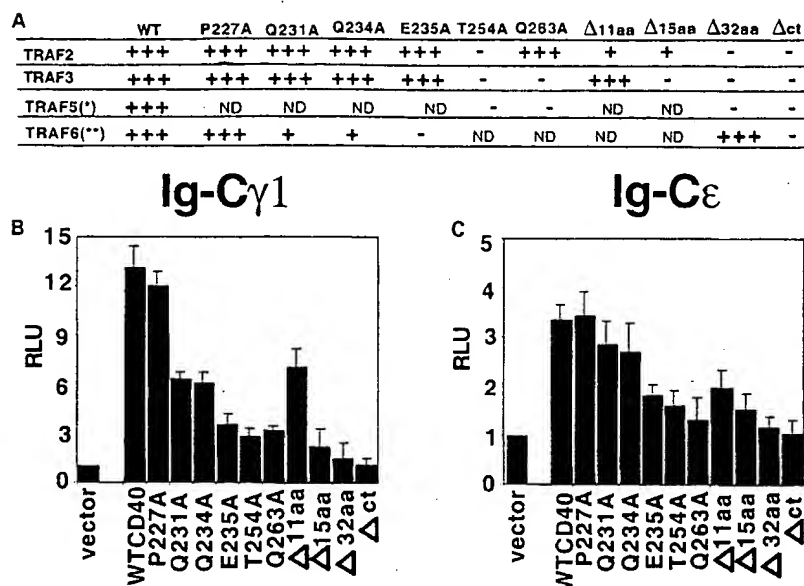 A
WT P227A Q231A Q234A E235A T254A Q263A Δ11aa Δ15aa Δ32aa Δct
TRAF2 +++ +++ +++ +++ +++ - +++ + + - -
TRAF3 +++ +++ +++ +++ +++ - - +++ - - -
TRAF5(*) +++ ND ND ND ND - - ND ND - -
TRAF6(**) +++ +++ + + - ND ND ND ND +++ -
Ig-Cγ1
B
15
12
9
6
3
0
RLU
vector
WTCD40
P227A
Q231A
Q234A
E235A
T254A
Q263A
Δ11aa
Δ15aa
Δ 32aa
Δct
Ig-Cε
C
5
4
3
2
1
0
RLU
vector
WTCD40
P227A
Q231A
Q234A
E235A
T254A
Q263A
Δ11aa
Δ15aa
Δ 32aa
Δct